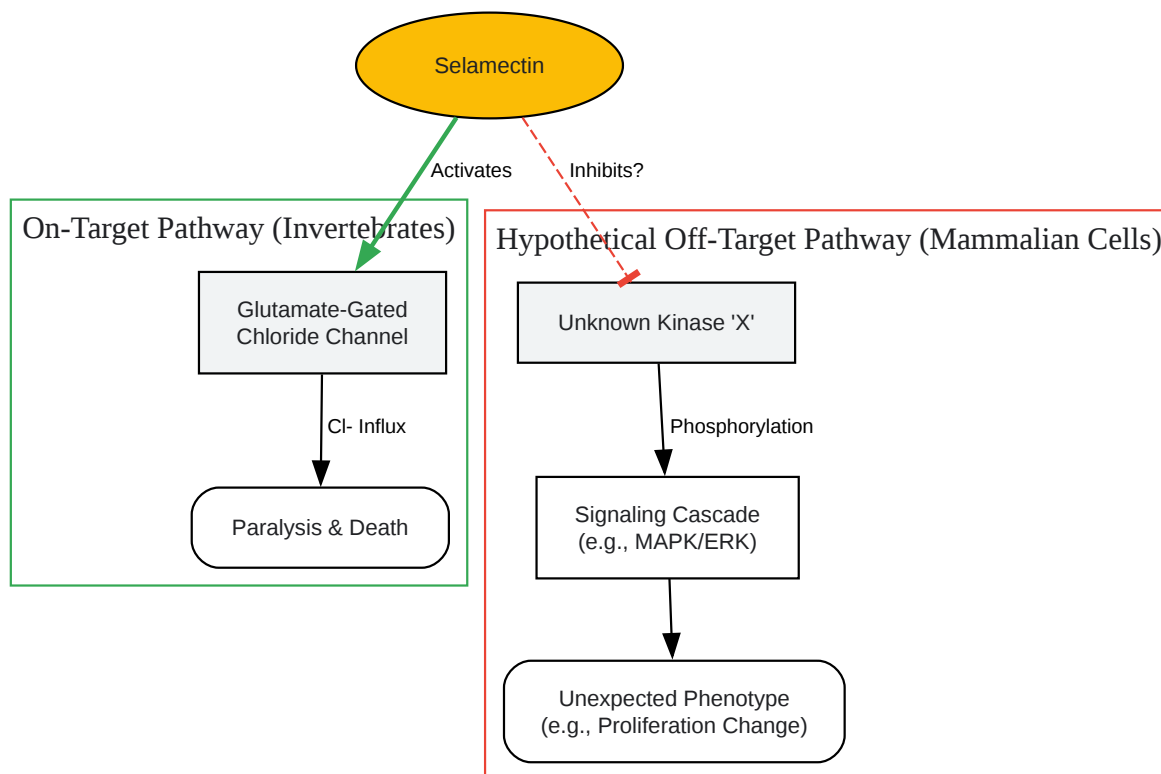 Selamectin
Activates
Inhibits?
On-Target Pathway (Invertebrates)
Hypothetical Off-Target Pathway (Mammalian Cells)
Glutamate-Gated
Chloride Channel
Unknown Kinase 'X'
Cl- Influx
Phosphorylation
Paralysis & Death
Signaling Cascade
(e.g., MAPK/ERK)
Unexpected Phenotype
(e.g., Proliferation Change)